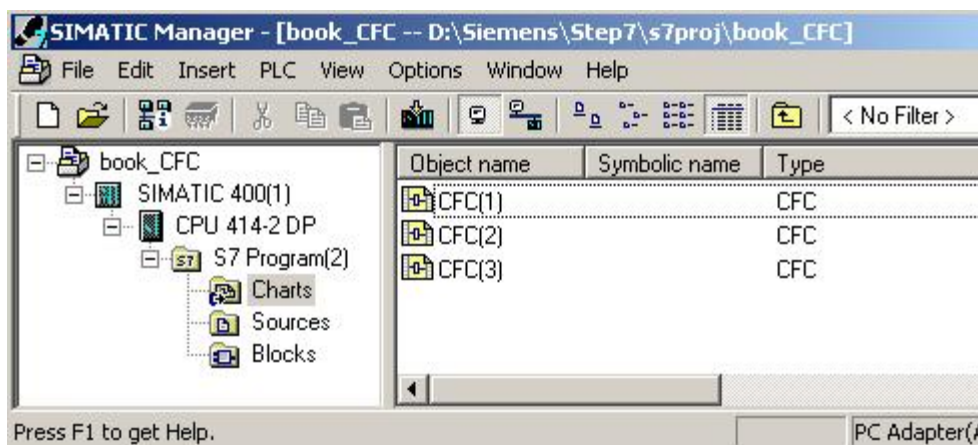 SIMATIC Manager - [book_CFC -- D:\Siemens\Step7\s7proj\book_CFC]
File Edit Insert PLC View Options Window Help
< No Filter >
book_CFC
SIMATIC 400(1)
CPU 414-2 DP
S7 Program(2)
Charts
Sources
Blocks
Object name Symbolic name Type
CFC(1) CFC
CFC(2) CFC
CFC(3) CFC
Press F1 to get Help. PC Adapter(